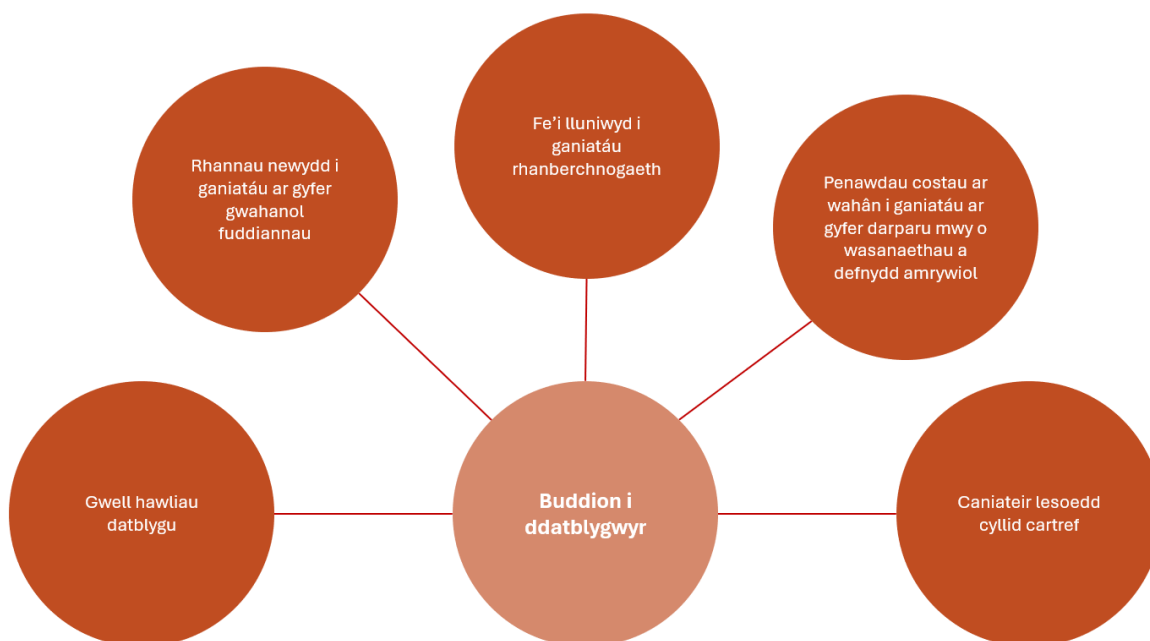 Rhannau newydd i
ganiatáu ar gyfer
gwahanol
fuddiannau
Fe’i lluniwyd i
ganiatáu
rhanberchnogaeth
Penawdau costau ar
wahân i ganiatáu ar
gyfer darparu mwy o
wasanaethau a
defnydd amrywiol
Gwell hawliau
datblygu
Buddion i
ddatblygwyr
Caniateir lesoedd
cyllid cartref